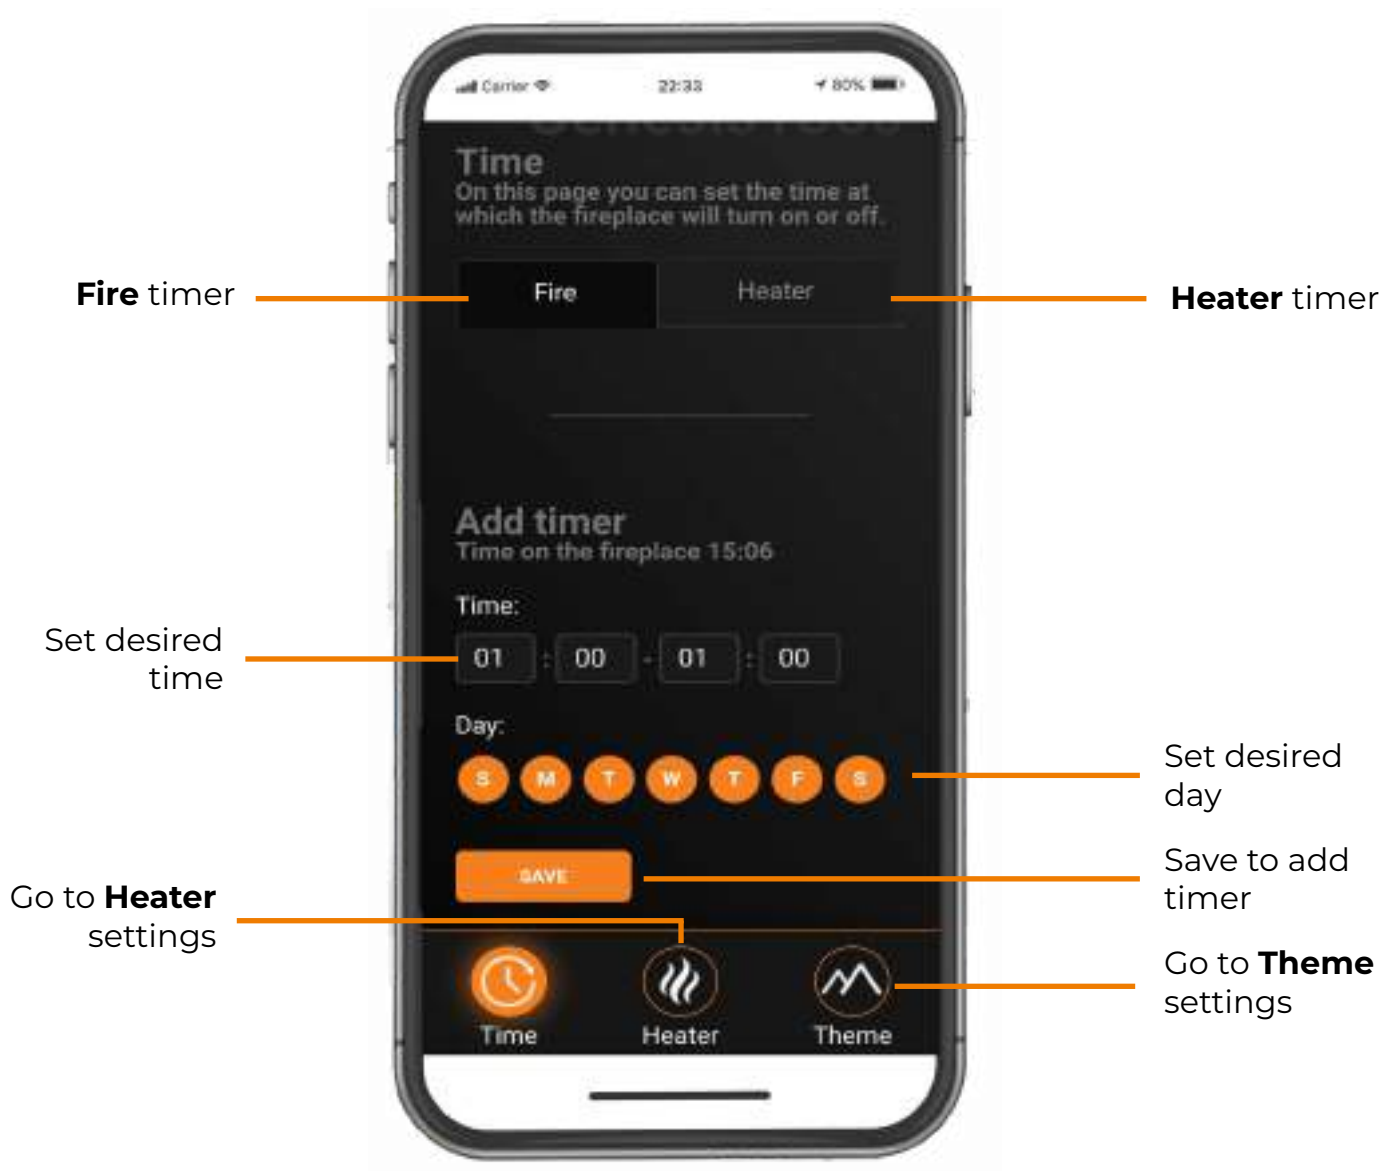 Carrier
22:33
80%
Time
On this page you can set the time at
which the fireplace will turn on or off.
Fire
Heater
Fire timer
Heater timer
Add timer
Time on the fireplace 15:06
Time:
Set desired
time
01 : 00 - 01 : 00
Day:
S M T W T F S
Set desired
day
SAVE
Save to add
timer
Go to Heater
settings
Go to Theme
settings
Time
Heater
Theme